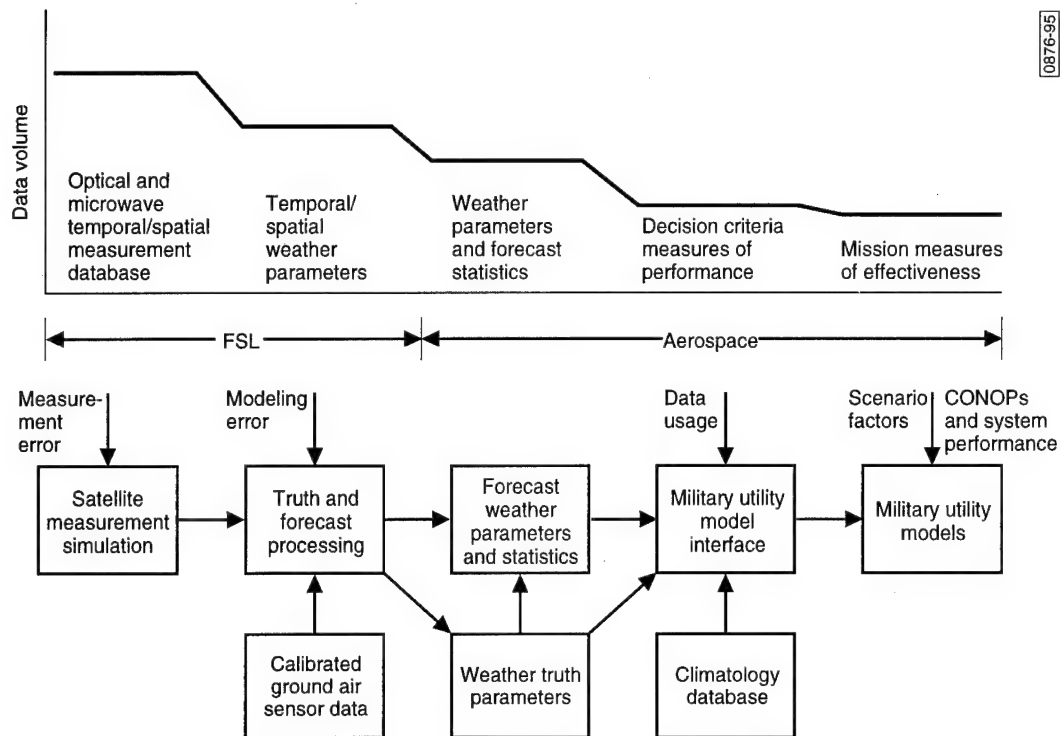 0876-95
Data volume
Optical and
microwave
temporal/spatial
measurement
database
Temporal/
spatial
weather
parameters
Weather
parameters
and forecast
statistics
Decision criteria
measures of
performance
Mission measures
of effectiveness
FSL
Aerospace
Measure-
ment
error
Modeling
error
Data
usage
Scenario
factors
CONOPs
and system
performance
Satellite
measurement
simulation
Truth and
forecast
processing
Forecast
weather
parameters
and statistics
Military utility
model
interface
Military utility
models
Calibrated
ground air
sensor data
Weather truth
parameters
Climatology
database